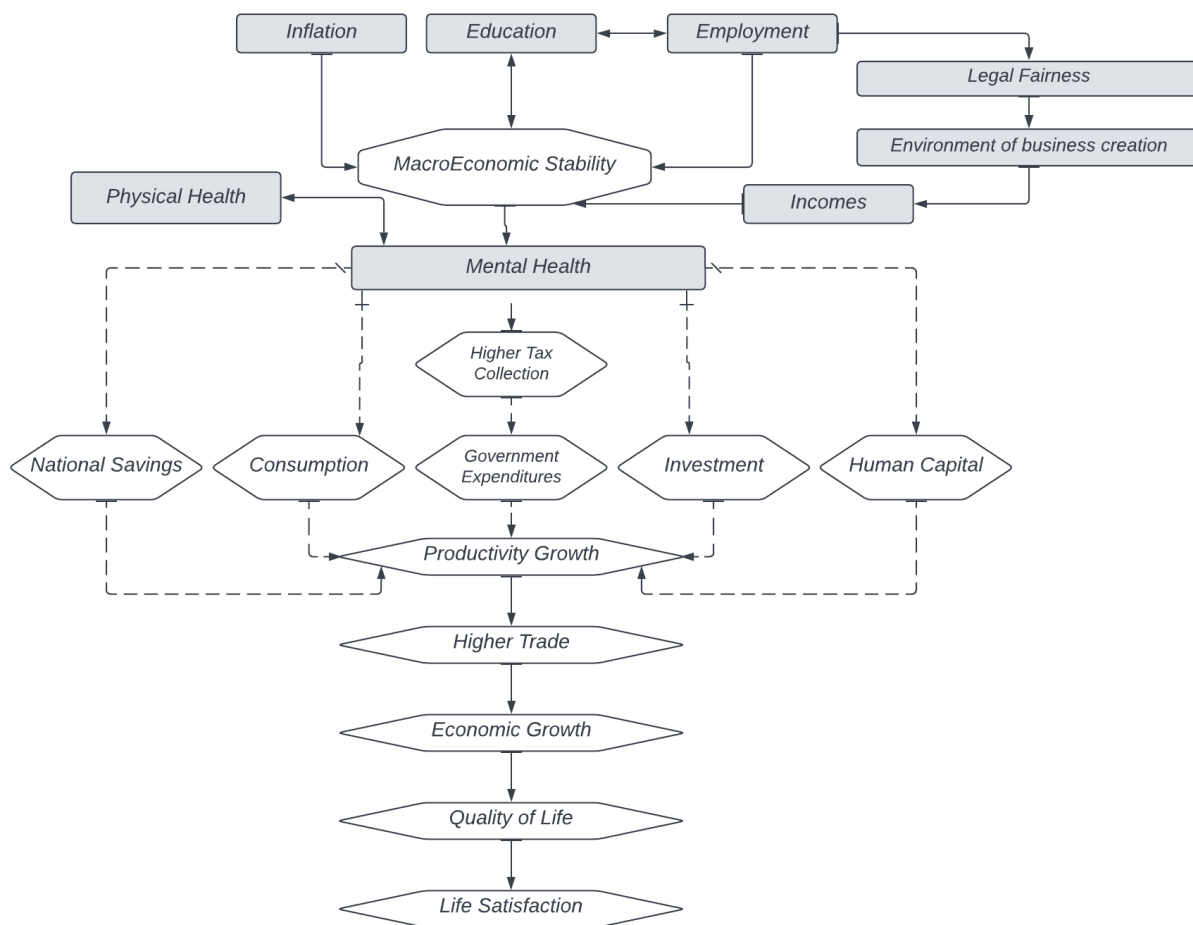 Inflation
Education
Employment
Legal Fairness
Environment of business creation
MacroEconomic Stability
Physical Health
Incomes
Mental Health
Higher Tax
Collection
National Savings
Consumption
Government
Expenditures
Investment
Human Capital
Productivity Growth
Higher Trade
Economic Growth
Quality of Life
Life Satisfaction